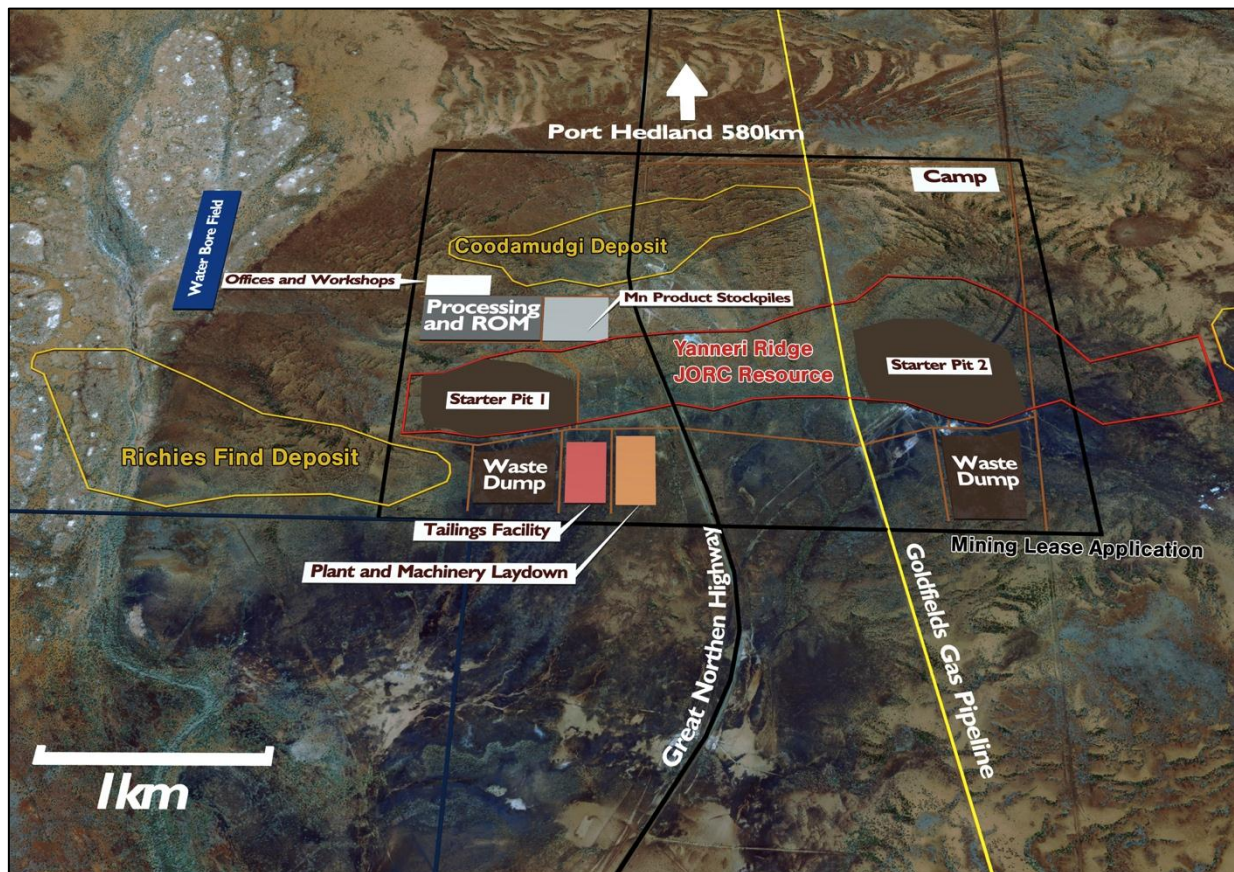 Port Hedland 580km
Camp
Coodamudgi Deposit
Water Bore Field
Offices and Workshops
Processing
and ROM
Mn Product Stockpiles
Yanneri Ridge
JORC Resource
Starter Pit 1
Starter Pit 2
Richies Find Deposit
Waste
Dump
Waste
Dump
Tailings Facility
Plant and Machinery Laydown
Mining Lease Application
Great Northen Highway
Goldfields Gas Pipeline
1km